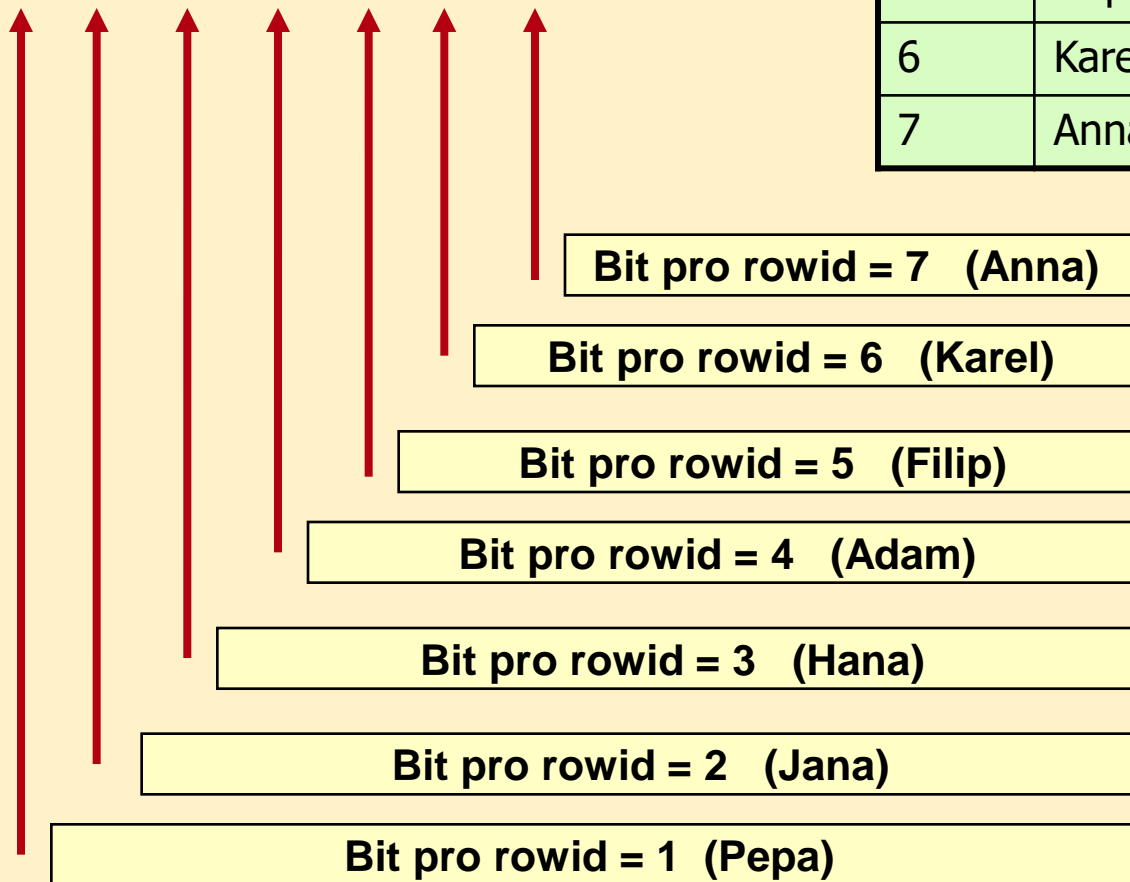 6
7
Bit pro rowid = 7 (Anna)
Bit pro rowid = 6 (Karel)
Bit pro rowid = 5 (Filip)
Bit pro rowid = 4 (Adam)
Bit pro rowid = 3 (Hana)
Bit pro rowid = 2 (Jana)
Bit pro rowid = 1 (Pepa)